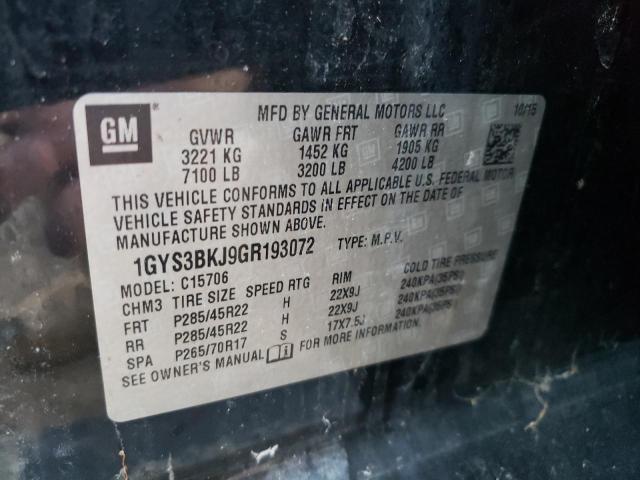 GM
MFD BY GENERAL MOTORS LLC 10/15
GVWR GAWR FRT GAWR RR
3221 KG 1452 KG 1905 KG
7100 LB 3200 LB 4200 LB
THIS VEHICLE CONFORMS TO ALL APPLICABLE U.S. FEDERAL MOTOR
VEHICLE SAFETY STANDARDS IN EFFECT ON THE DATE OF
MANUFACTURE SHOWN ABOVE.
1GYS3BKJ9GR193072 TYPE: M.P.V.
MODEL: C15706
CHM3 TIRE SIZE SPEED RTG RIM COLD TIRE PRESSURE
FRT P285/45R22 H 22X9J 240KPA(35PSI)
RR P285/45R22 H 22X9J 240KPA(35PSI)
SPA P265/70R17 S 17X7.5J 240KPA(35PSI)
SEE OWNER'S MANUAL FOR MORE INFORMATION.